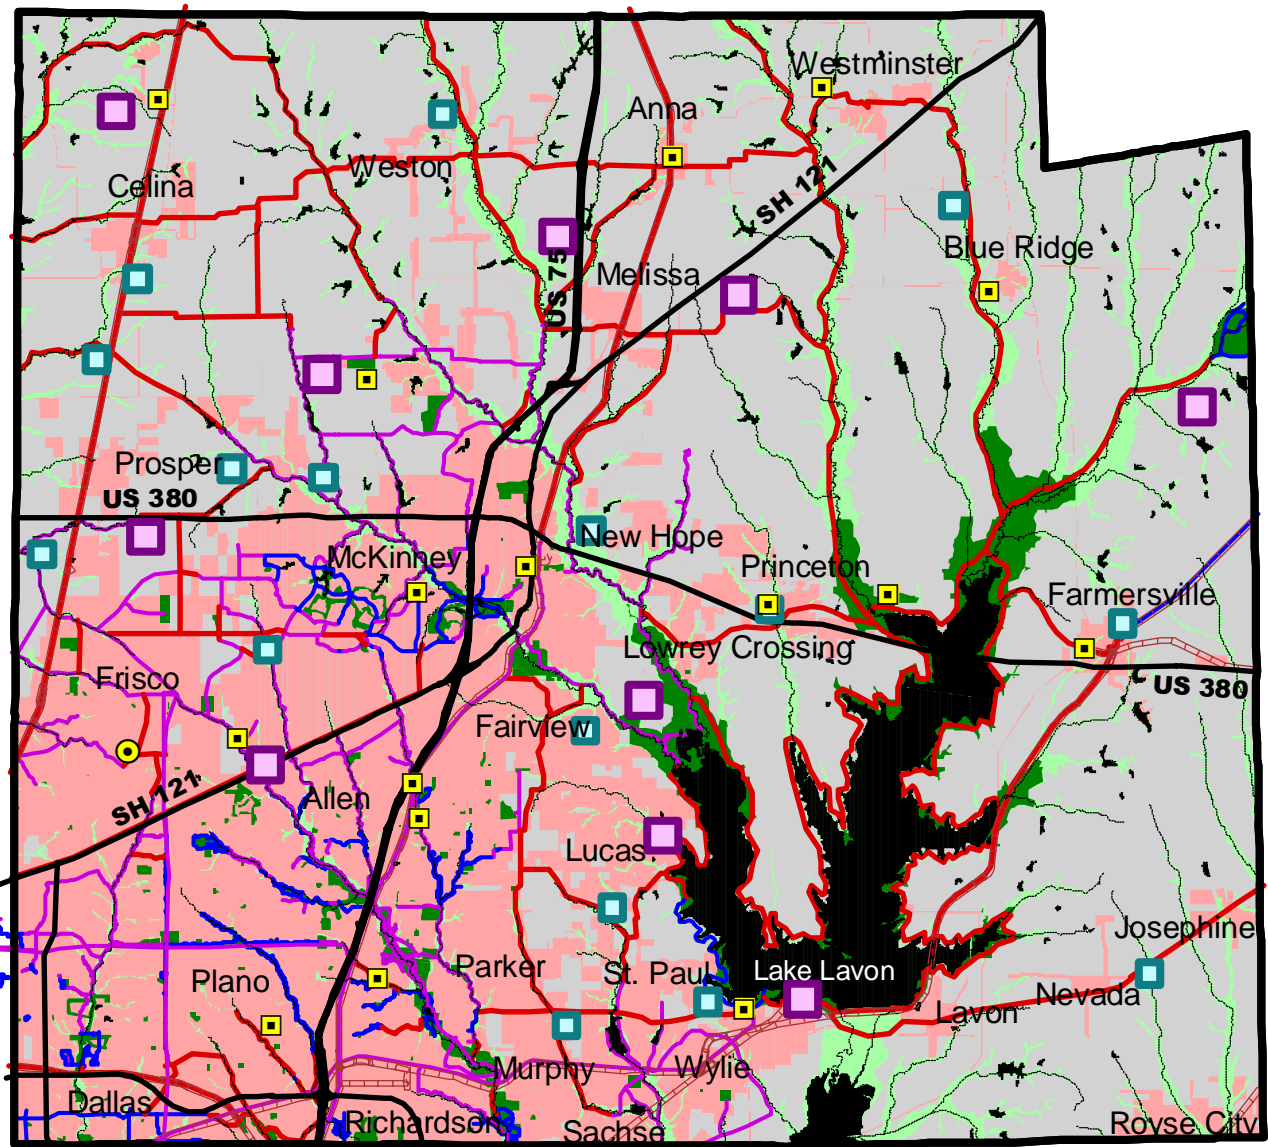 Westminster
Anna
SH 121
Weston
Celina
Blue Ridge
US 75
Melissa
Prosper
US 380
New Hope
McKinney
Princeton
Farmersville
Lowrey Crossing
Frisco
US 380
Fairview
SH 121
Allen
Lucas
Josephine
Parker
St. Paul
Lake Lavon
Plano
Nevada
Lavon
Murphy
Wylie
Dallas
Richardson
Sachse
Royse City